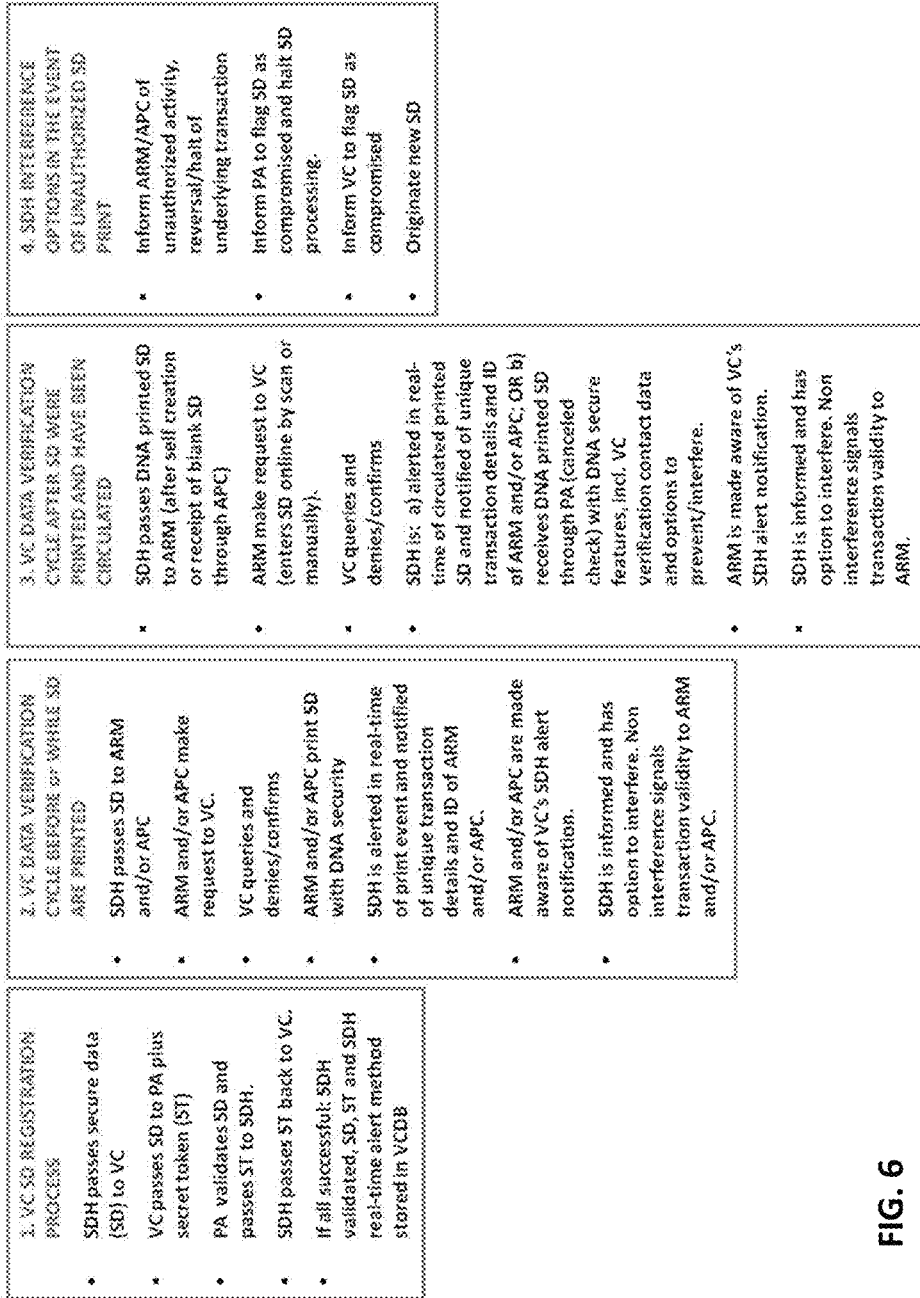 1. VC SD REGISTRATION
PROCESS
• SDH passes secure data
(SD) to VC
• VC passes SD to PA plus
secret token (ST)
• PA validates SD and
passes ST to SDH.
• SDH passes ST back to VC.
• If all successful: SDH
validated, SD, ST and SDH
real-time alert method
stored in VCDB
2. VC DATA VERIFICATION
CYCLE BEFORE or WHILE SD
ARE PRINTED
• SDH passes SD to ARM
and/or APC
• ARM and/or APC make
request to VC.
• VC queries and
denies/confirms
• ARM and/or APC print SD
with DNA security
• SDH is alerted in real-time
of print event and notified
of unique transaction
details and ID of ARM
and/or APC.
• ARM and/or APC are made
aware of VC's SDH alert
notification.
• SDH is informed and has
option to interfere. Non
interference signals
transaction validity to ARM
and/or APC.
3. VC DATA VERIFICATION
CYCLE AFTER SD WERE
PRINTED AND HAVE BEEN
CIRCULATED
• SDH passes DNA printed SD
to ARM (after self creation
or receipt of blank SD
through APC)
• ARM make request to VC
(enters SD online by scan or
manually).
• VC queries and
denies/confirms
• SDH is: a) alerted in real-
time of circulated printed
SD and notified of unique
transaction details and ID
of ARM and/or APC; OR b)
receives DNA printed SD
through PA (canceled
check) with DNA secure
features, incl. VC
verification contact data
and options to
prevent/interfere.
• ARM is made aware of VC's
SDH alert notification.
• SDH is informed and has
option to interfere. Non
interference signals
transaction validity to
ARM.
4. SDH INTERFERENCE
OPTIONS IN THE EVENT
OF UNAUTHORIZED SD
PRINT
• Inform ARM/APC of
unauthorized activity,
reversal/halt of
underlying transaction
• Inform PA to flag SD as
compromised and halt SD
processing.
• Inform VC to flag SD as
compromised
• Originate new SD
FIG. 6